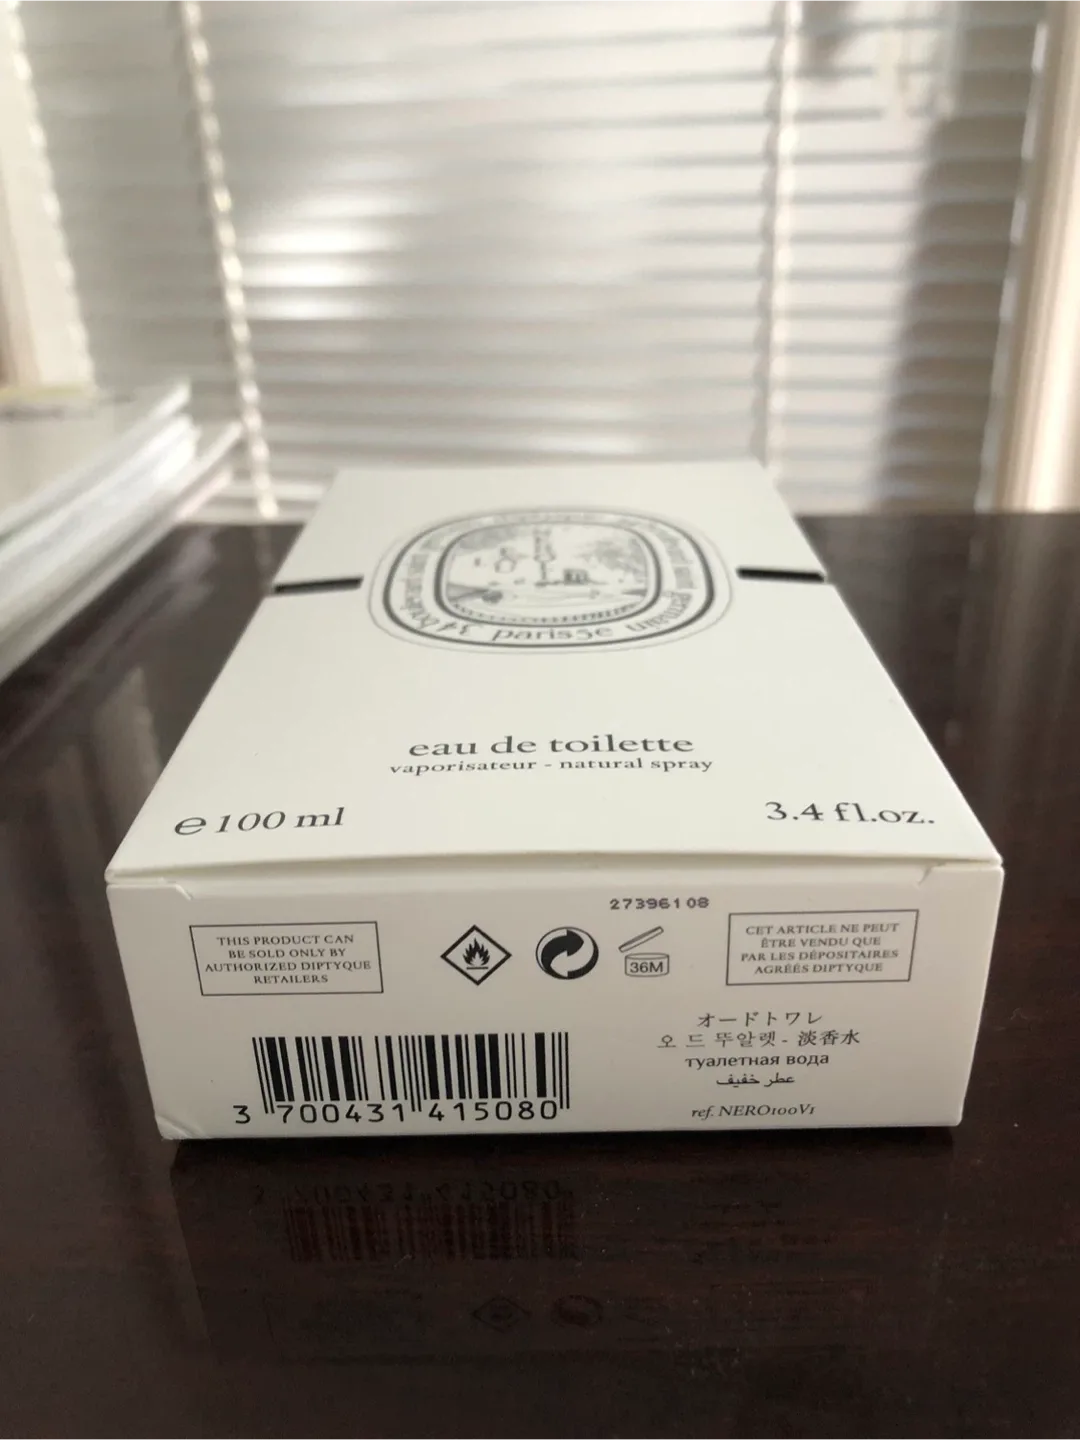 34 boulevard saint germain paris 5e
eau de toilette
vaporisateur - natural spray
e 100 ml
3.4 fl.oz.
27396108
THIS PRODUCT CAN
BE SOLD ONLY BY
AUTHORIZED DIPTYQUE
RETAILERS
36M
CET ARTICLE NE PEUT
ÊTRE VENDU QUE
PAR LES DÉPOSITAIRES
AGRÉÉS DIPTYQUE
オードトワレ
오 드 뚜알렛 - 淡香水
туалетная вода
عطر خفيف
3 700431 415080
ref. NERO100V1